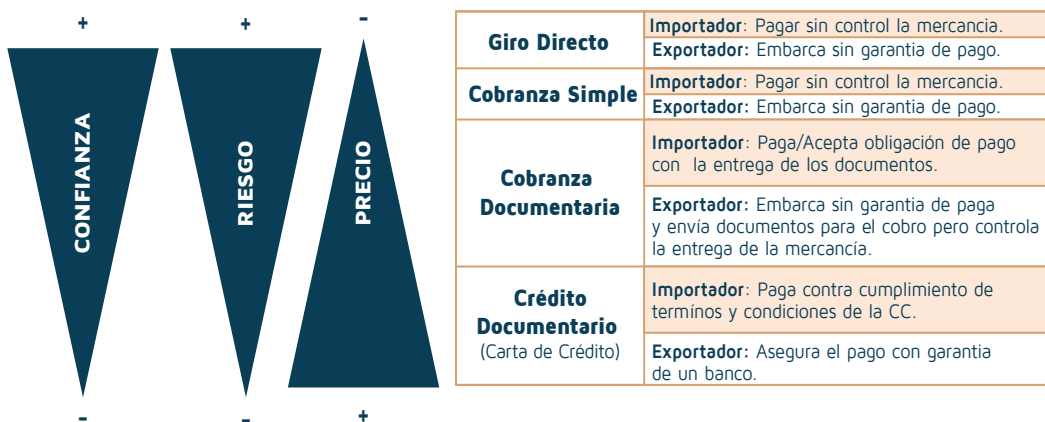 +
+
-
CONFIANZA
RIESGO
PRECIO
-
-
+
Giro Directo
Importador: Pagar sin control la mercancia.
Exportador: Embarca sin garantia de pago.
Cobranza Simple
Importador: Pagar sin control la mercancia.
Exportador: Embarca sin garantia de pago.
Cobranza
Documentaria
Importador: Paga/Acepta obligación de pago
con la entrega de los documentos.
Exportador: Embarca sin garantia de paga
y envía documentos para el cobro pero controla
la entrega de la mercancía.
Crédito
Documentario
(Carta de Crédito)
Importador: Paga contra cumplimiento de
termínos y condiciones de la CC.
Exportador: Asegura el pago con garantia
de un banco.